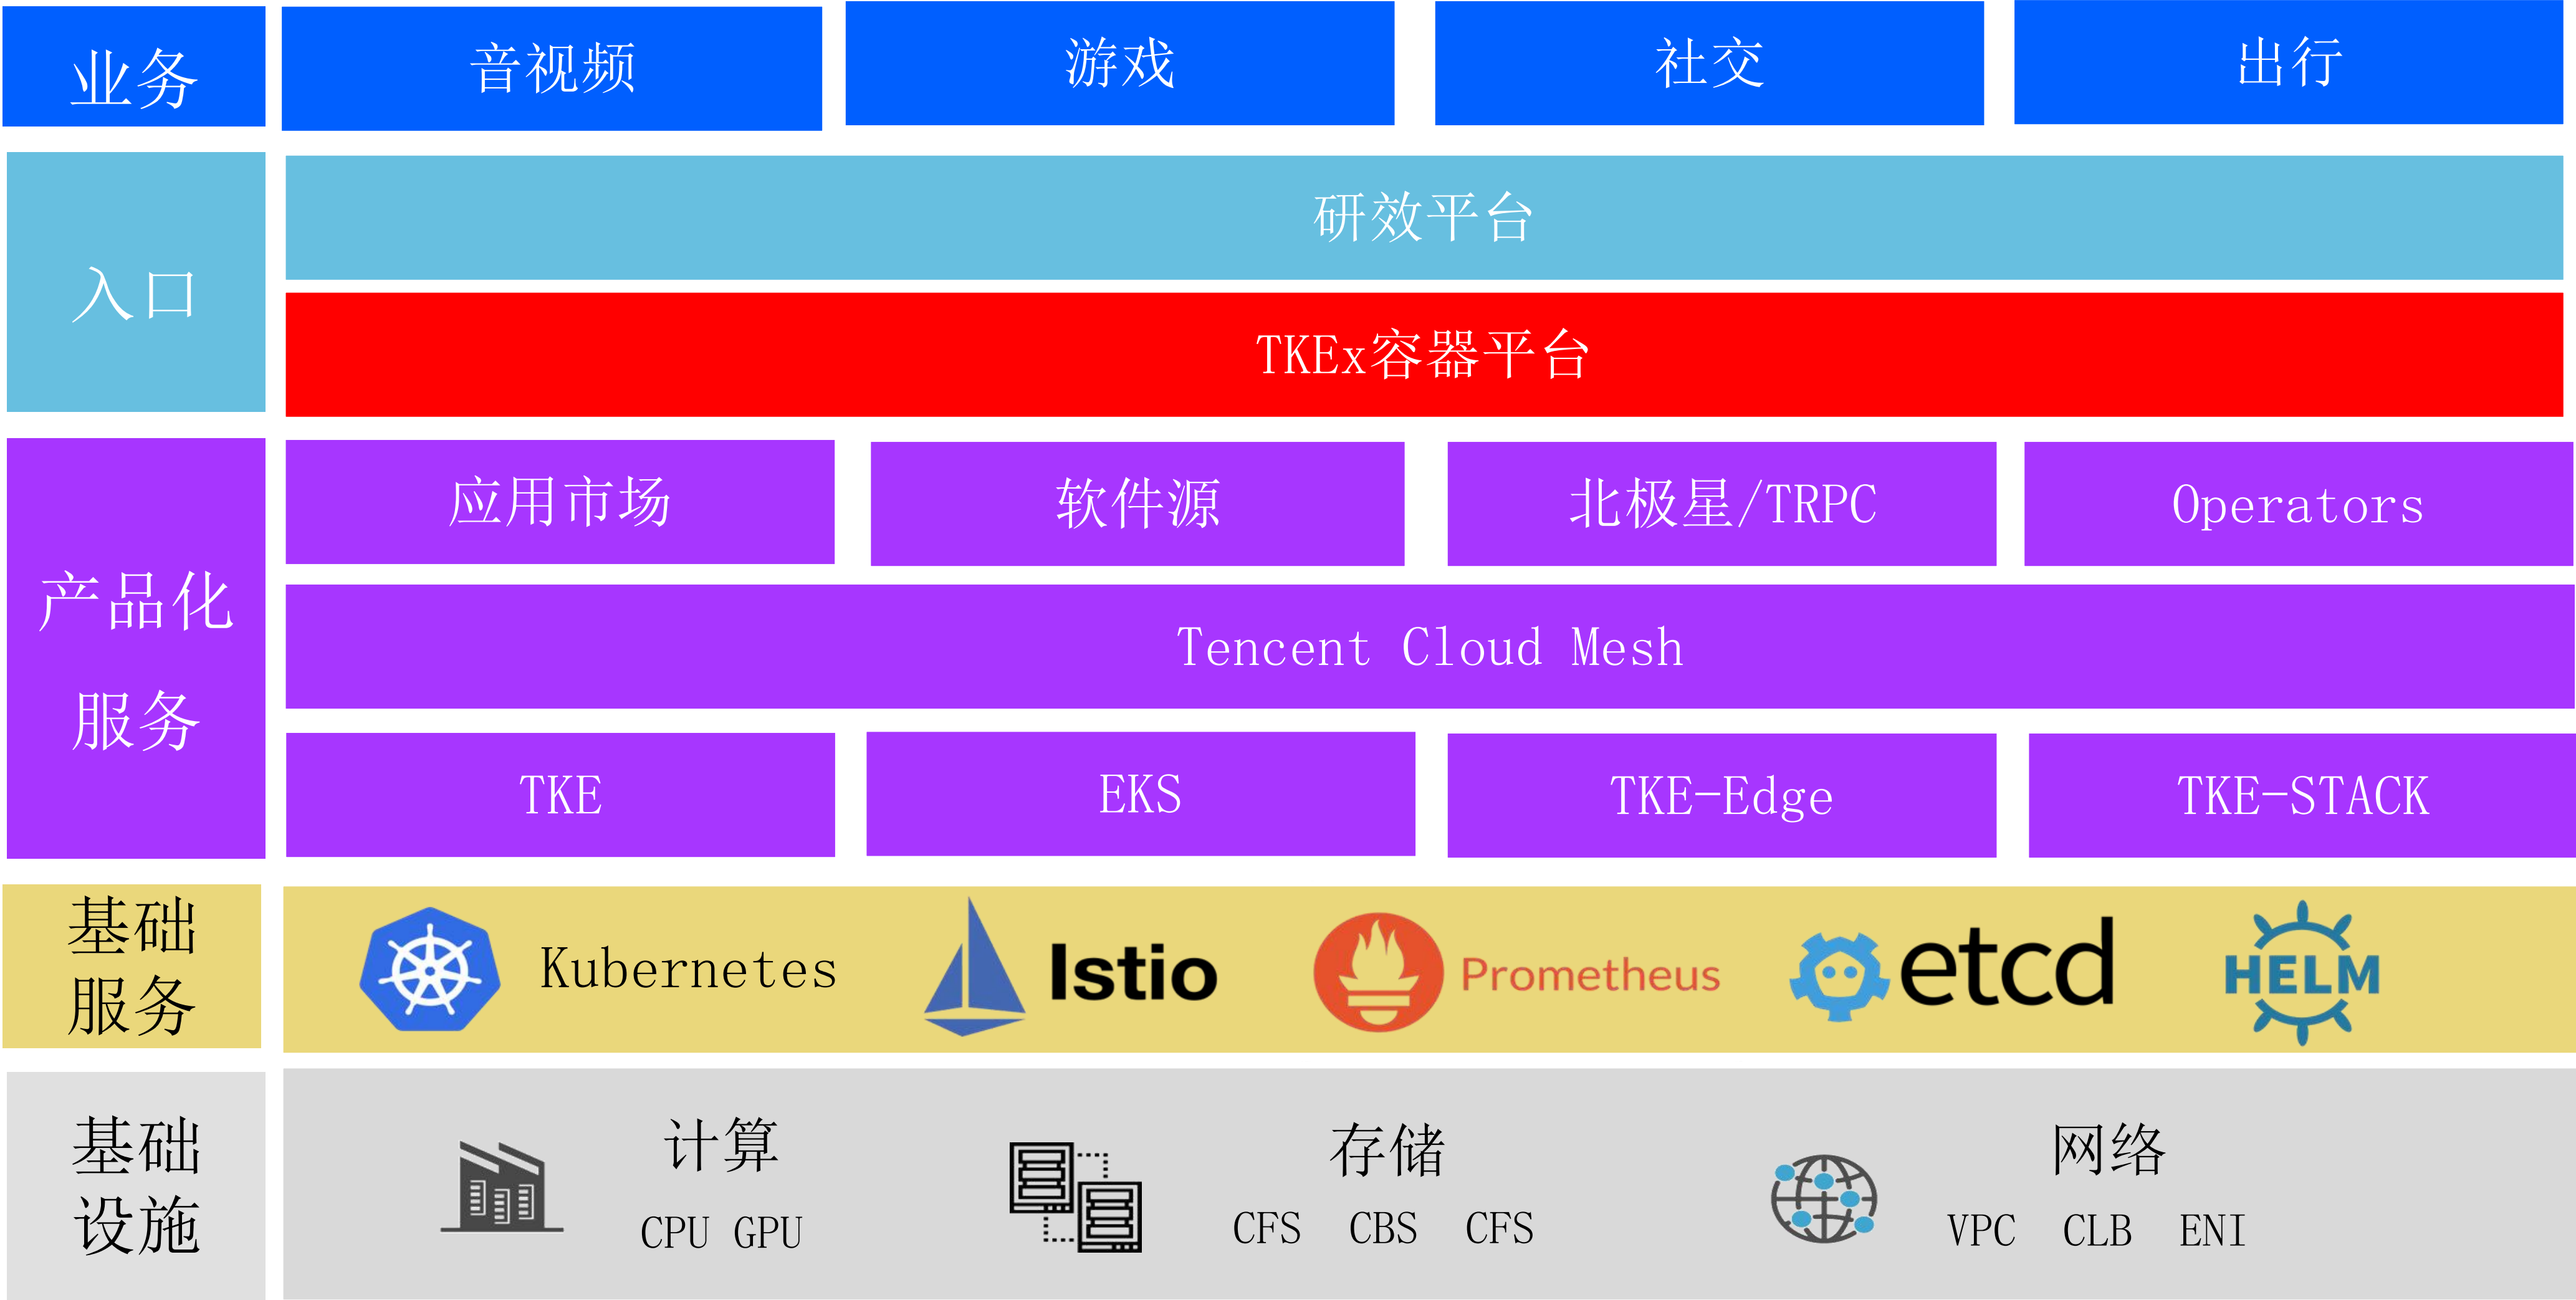 业务
音视频
游戏
社交
出行
入口
研效平台
TKEx容器平台
产品化
服务
应用市场
软件源
北极星/TRPC
Operators
Tencent Cloud Mesh
TKE
EKS
TKE-Edge
TKE-STACK
基础
服务
Kubernetes
Istio
Prometheus
etcd
HELM
基础
设施
计算
CPU GPU
存储
CFS CBS CFS
网络
VPC CLB ENI